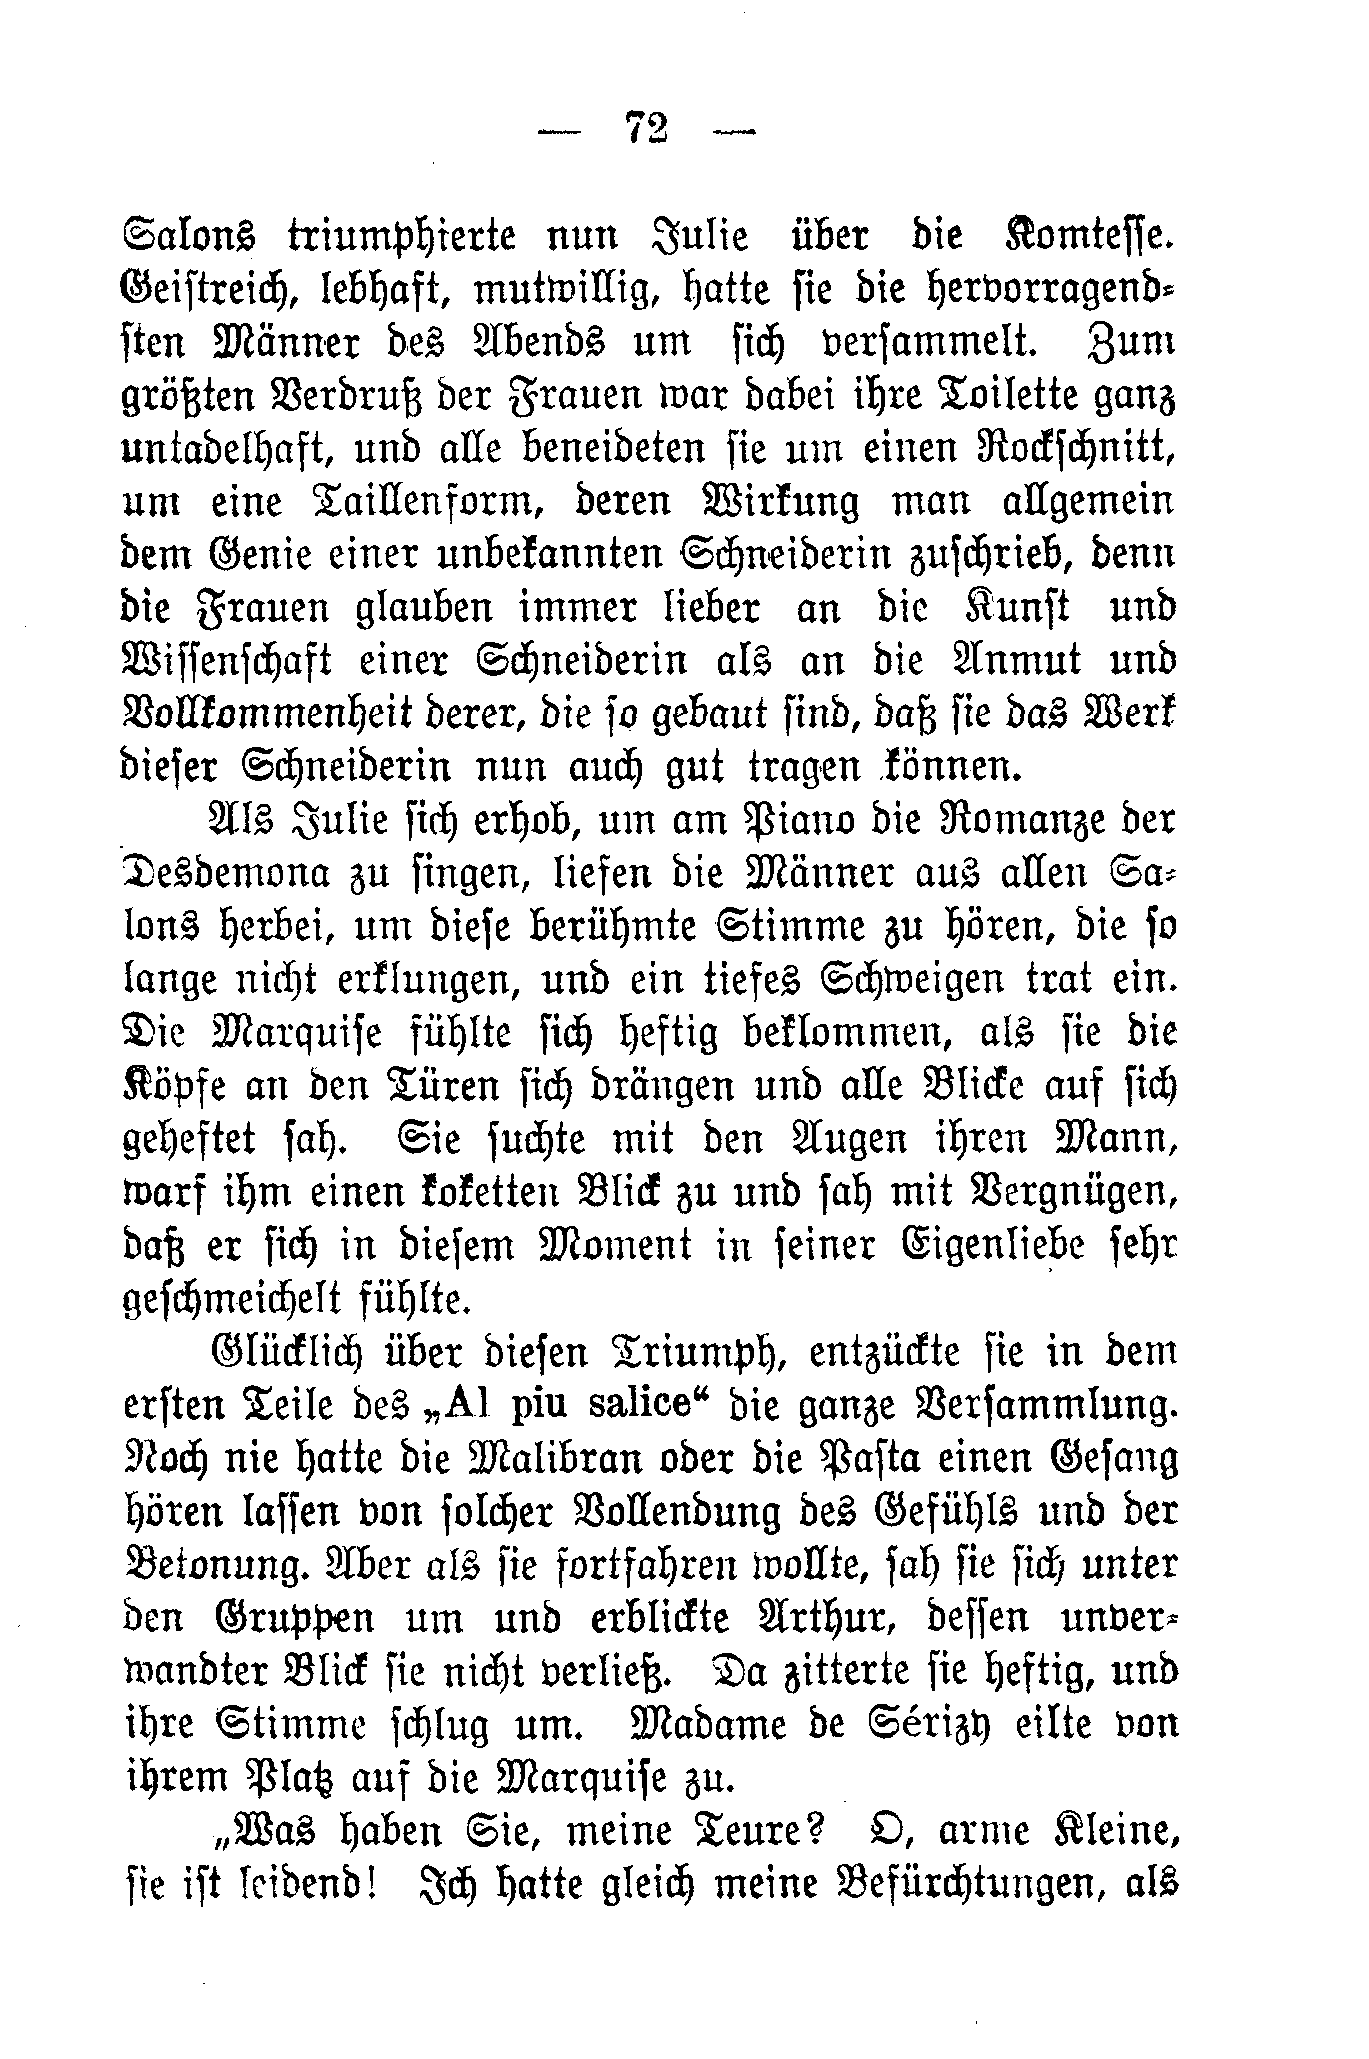 — 72 —
Salons triumphierte nun Julie über die Komtesse.
Geistreich, lebhaft, mutwillig, hatte sie die hervorragend-
sten Männer des Abends um sich versammelt. Zum
größten Verdruß der Frauen war dabei ihre Toilette ganz
untadelhaft, und alle beneideten sie um einen Rockschnitt,
um eine Taillenform, deren Wirkung man allgemein
dem Genie einer unbekannten Schneiderin zuschrieb, denn
die Frauen glauben immer lieber an die Kunst und
Wissenschaft einer Schneiderin als an die Anmut und
Vollkommenheit derer, die so gebaut sind, daß sie das Werk
dieser Schneiderin nun auch gut tragen können.
Als Julie sich erhob, um am Piano die Romanze der
Desdemona zu singen, liefen die Männer aus allen Sa-
lons herbei, um diese berühmte Stimme zu hören, die so
lange nicht erklungen, und ein tiefes Schweigen trat ein.
Die Marquise fühlte sich heftig beklommen, als sie die
Köpfe an den Türen sich drängen und alle Blicke auf sich
geheftet sah. Sie suchte mit den Augen ihren Mann,
warf ihm einen koketten Blick zu und sah mit Vergnügen,
daß er sich in diesem Moment in seiner Eigenliebe sehr
geschmeichelt fühlte.
Glücklich über diesen Triumph, entzückte sie in dem
ersten Teile des „Al piu salice“ die ganze Versammlung.
Noch nie hatte die Malibran oder die Pasta einen Gesang
hören lassen von solcher Vollendung des Gefühls und der
Betonung. Aber als sie fortfahren wollte, sah sie sich unter
den Gruppen um und erblickte Arthur, dessen unver-
wandter Blick sie nicht verließ. Da zitterte sie heftig, und
ihre Stimme schlug um. Madame de Sérizy eilte von
ihrem Platz auf die Marquise zu.
„Was haben Sie, meine Teure? O, arme Kleine,
sie ist leidend! Ich hatte gleich meine Befürchtungen, als